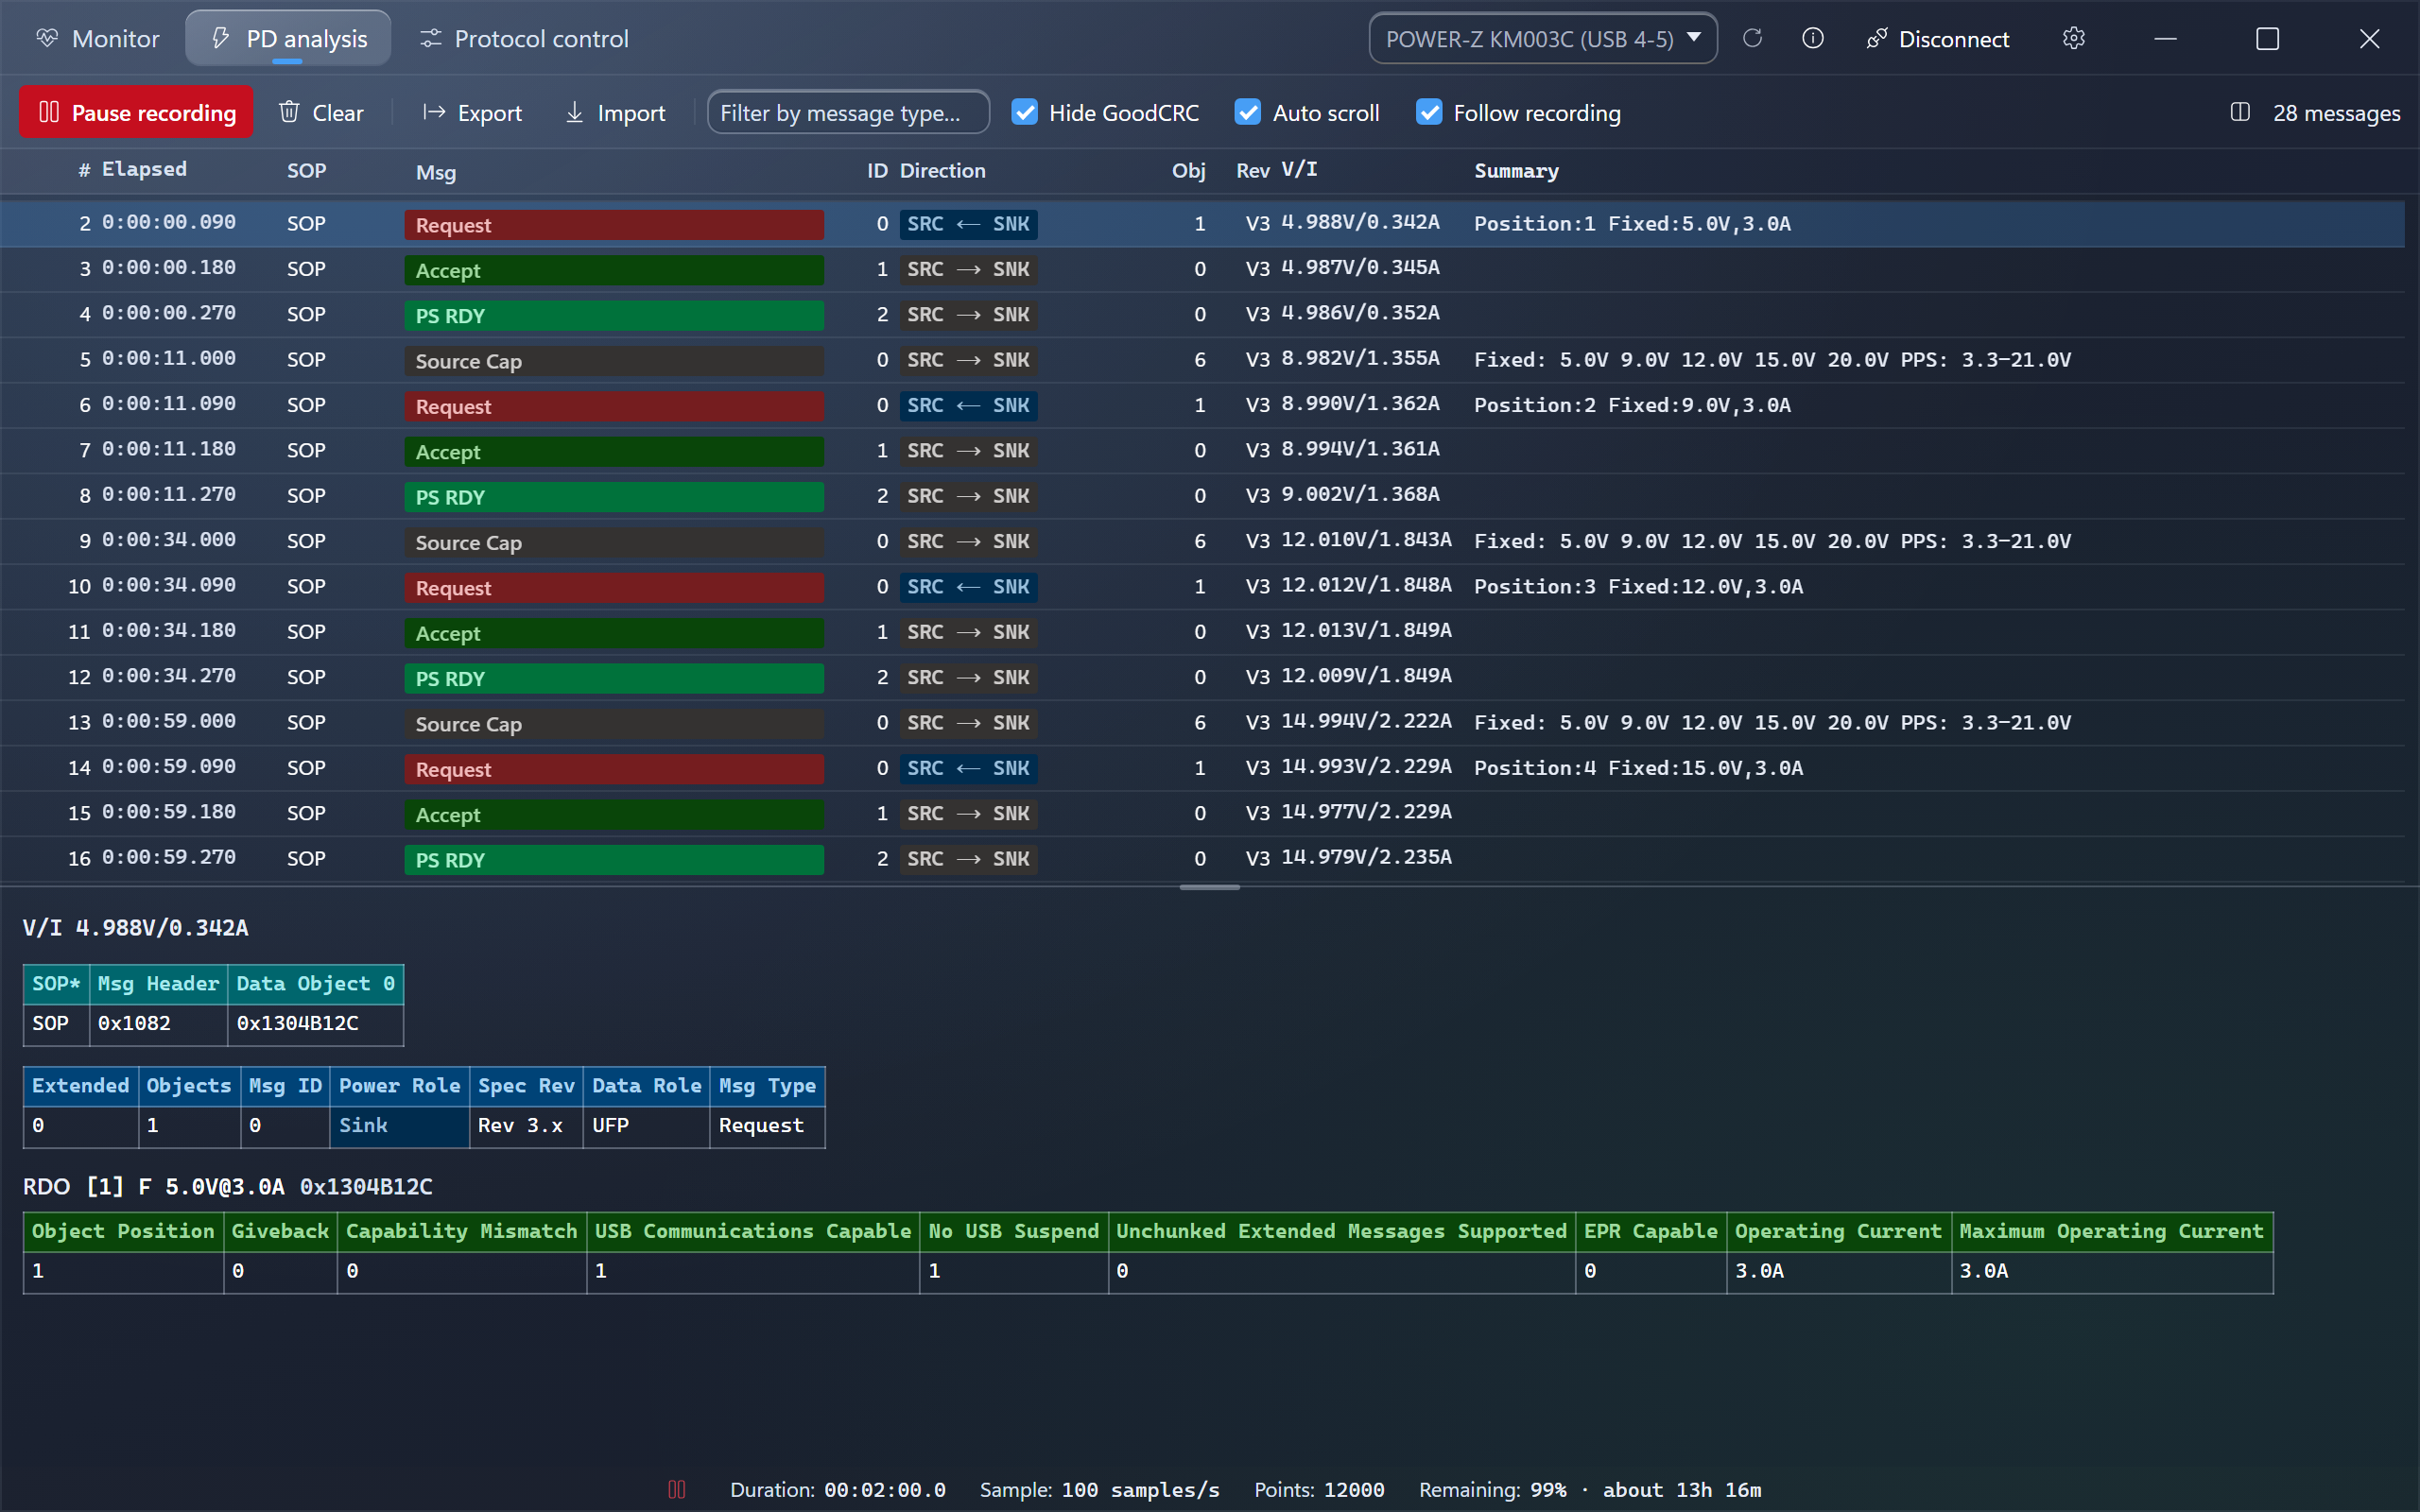 Monitor PD analysis Protocol control POWER-Z KM003C (USB 4-5) Disconnect
Pause recording Clear Export Import Filter by message type... Hide GoodCRC Auto scroll Follow recording 28 messages
# Elapsed SOP Msg ID Direction Obj Rev V/I Summary
2 0:00:00.090 SOP Request 0 SRC ← SNK 1 V3 4.988V/0.342A Position:1 Fixed:5.0V,3.0A
3 0:00:00.180 SOP Accept 1 SRC → SNK 0 V3 4.987V/0.345A
4 0:00:00.270 SOP PS RDY 2 SRC → SNK 0 V3 4.986V/0.352A
5 0:00:11.000 SOP Source Cap 0 SRC → SNK 6 V3 8.982V/1.355A Fixed: 5.0V 9.0V 12.0V 15.0V 20.0V PPS: 3.3-21.0V
6 0:00:11.090 SOP Request 0 SRC ← SNK 1 V3 8.990V/1.362A Position:2 Fixed:9.0V,3.0A
7 0:00:11.180 SOP Accept 1 SRC → SNK 0 V3 8.994V/1.361A
8 0:00:11.270 SOP PS RDY 2 SRC → SNK 0 V3 9.002V/1.368A
9 0:00:34.000 SOP Source Cap 0 SRC → SNK 6 V3 12.010V/1.843A Fixed: 5.0V 9.0V 12.0V 15.0V 20.0V PPS: 3.3-21.0V
10 0:00:34.090 SOP Request 0 SRC ← SNK 1 V3 12.012V/1.848A Position:3 Fixed:12.0V,3.0A
11 0:00:34.180 SOP Accept 1 SRC → SNK 0 V3 12.013V/1.849A
12 0:00:34.270 SOP PS RDY 2 SRC → SNK 0 V3 12.009V/1.849A
13 0:00:59.000 SOP Source Cap 0 SRC → SNK 6 V3 14.994V/2.222A Fixed: 5.0V 9.0V 12.0V 15.0V 20.0V PPS: 3.3-21.0V
14 0:00:59.090 SOP Request 0 SRC ← SNK 1 V3 14.993V/2.229A Position:4 Fixed:15.0V,3.0A
15 0:00:59.180 SOP Accept 1 SRC → SNK 0 V3 14.977V/2.229A
16 0:00:59.270 SOP PS RDY 2 SRC → SNK 0 V3 14.979V/2.235A
V/I 4.988V/0.342A
SOP* Msg Header Data Object 0
SOP 0x1082 0x1304B12C
Extended Objects Msg ID Power Role Spec Rev Data Role Msg Type
0 1 0 Sink Rev 3.x UFP Request
RDO [1] F 5.0V@3.0A 0x1304B12C
Object Position Giveback Capability Mismatch USB Communications Capable No USB Suspend Unchunked Extended Messages Supported EPR Capable Operating Current Maximum Operating Current
1 0 0 1 1 0 0 3.0A 3.0A
Duration: 00:02:00.0 Sample: 100 samples/s Points: 12000 Remaining: 99% · about 13h 16m